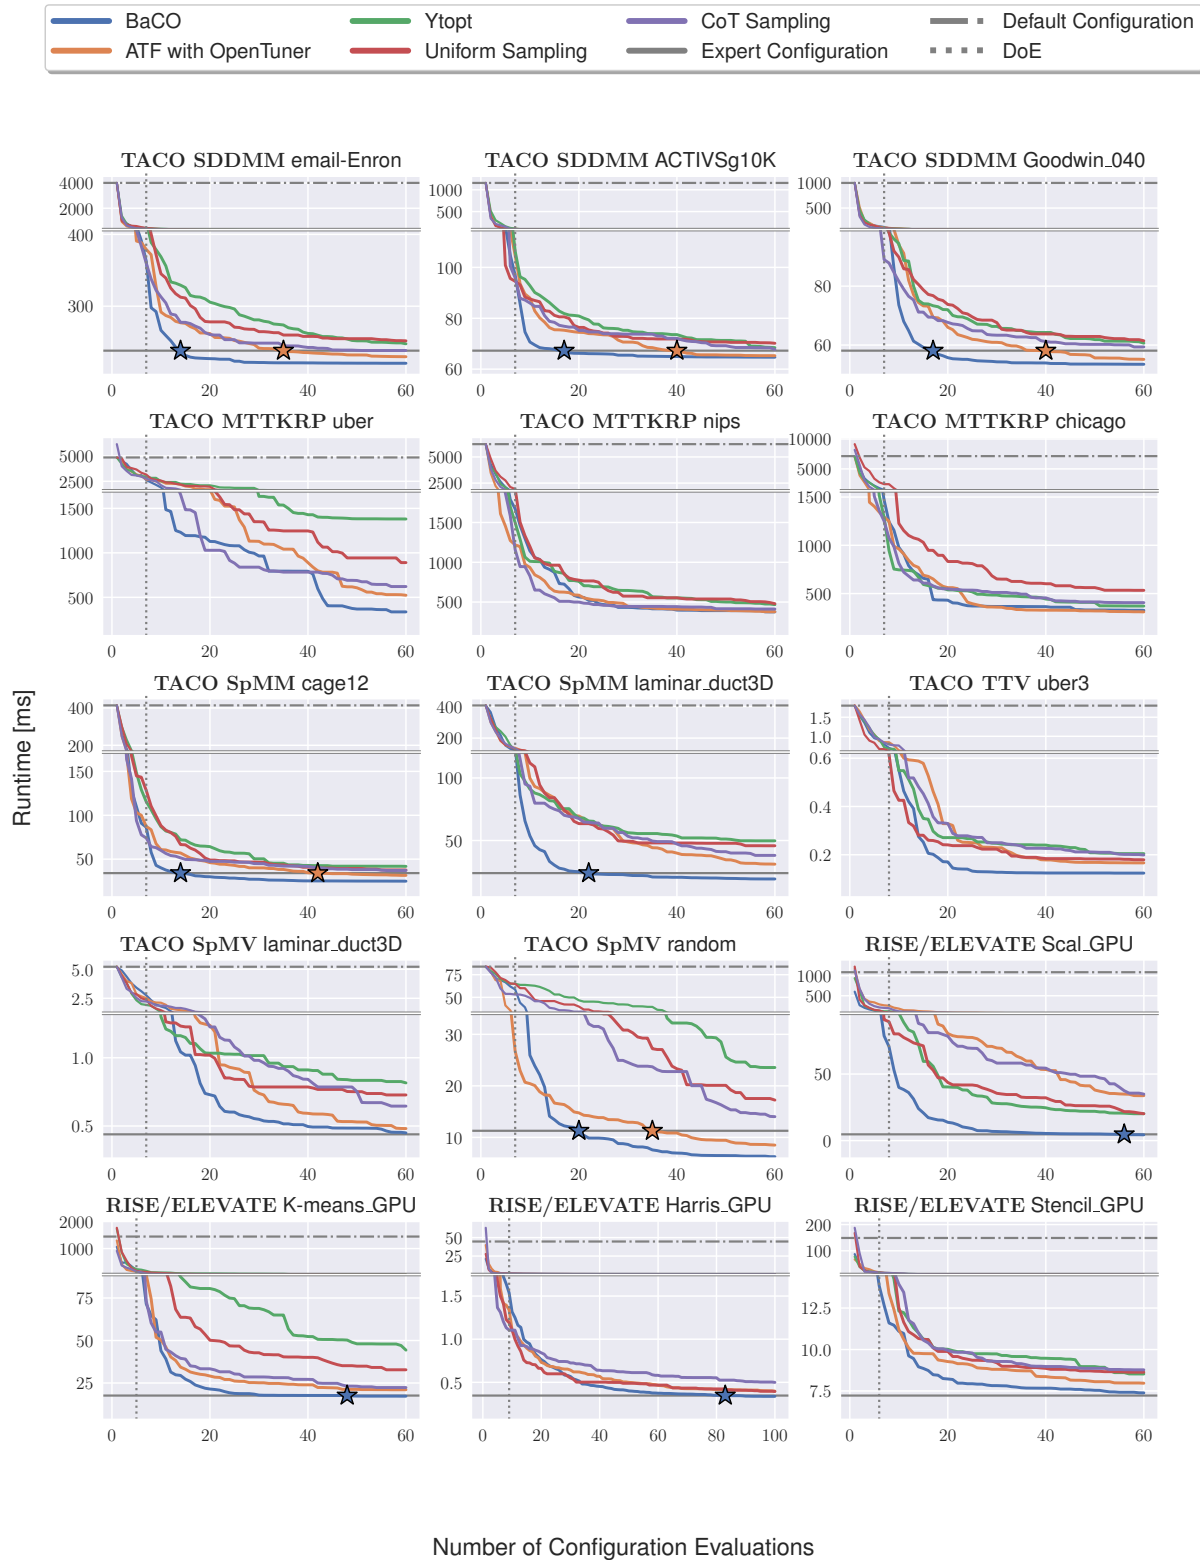 BaCO
Ytopt
CoT Sampling
Default Configuration
ATF with OpenTuner
Uniform Sampling
Expert Configuration
DoE
TACO SDDMM email-Enron
4000
2000
400
300
0 20 40 60
TACO SDDMM ACTIVSg10K
1000
500
100
80
60
0 20 40 60
TACO SDDMM Goodwin_040
1000
500
80
60
0 20 40 60
TACO MTTKRP uber
5000
2500
1500
1000
500
0 20 40 60
TACO MTTKRP nips
5000
2500
1500
1000
500
0 20 40 60
TACO MTTKRP chicago
10000
5000
1500
1000
500
0 20 40 60
Runtime [ms]
TACO SpMM cage12
400
200
150
100
50
0 20 40 60
TACO SpMM laminar_duct3D
400
200
100
50
0 20 40 60
TACO TTV uber3
1.5
1.0
0.6
0.4
0.2
0 20 40 60
TACO SpMV laminar_duct3D
5.0
2.5
1.0
0.5
0 20 40 60
TACO SpMV random
75
50
30
20
10
0 20 40 60
RISE/ELEVATE Scal_GPU
1000
500
50
0
0 20 40 60
RISE/ELEVATE K-means_GPU
2000
1000
75
50
25
0 20 40 60
RISE/ELEVATE Harris_GPU
50
25
1.5
1.0
0.5
0 20 40 60 80 100
RISE/ELEVATE Stencil_GPU
200
100
12.5
10.0
7.5
0 20 40 60
Number of Configuration Evaluations